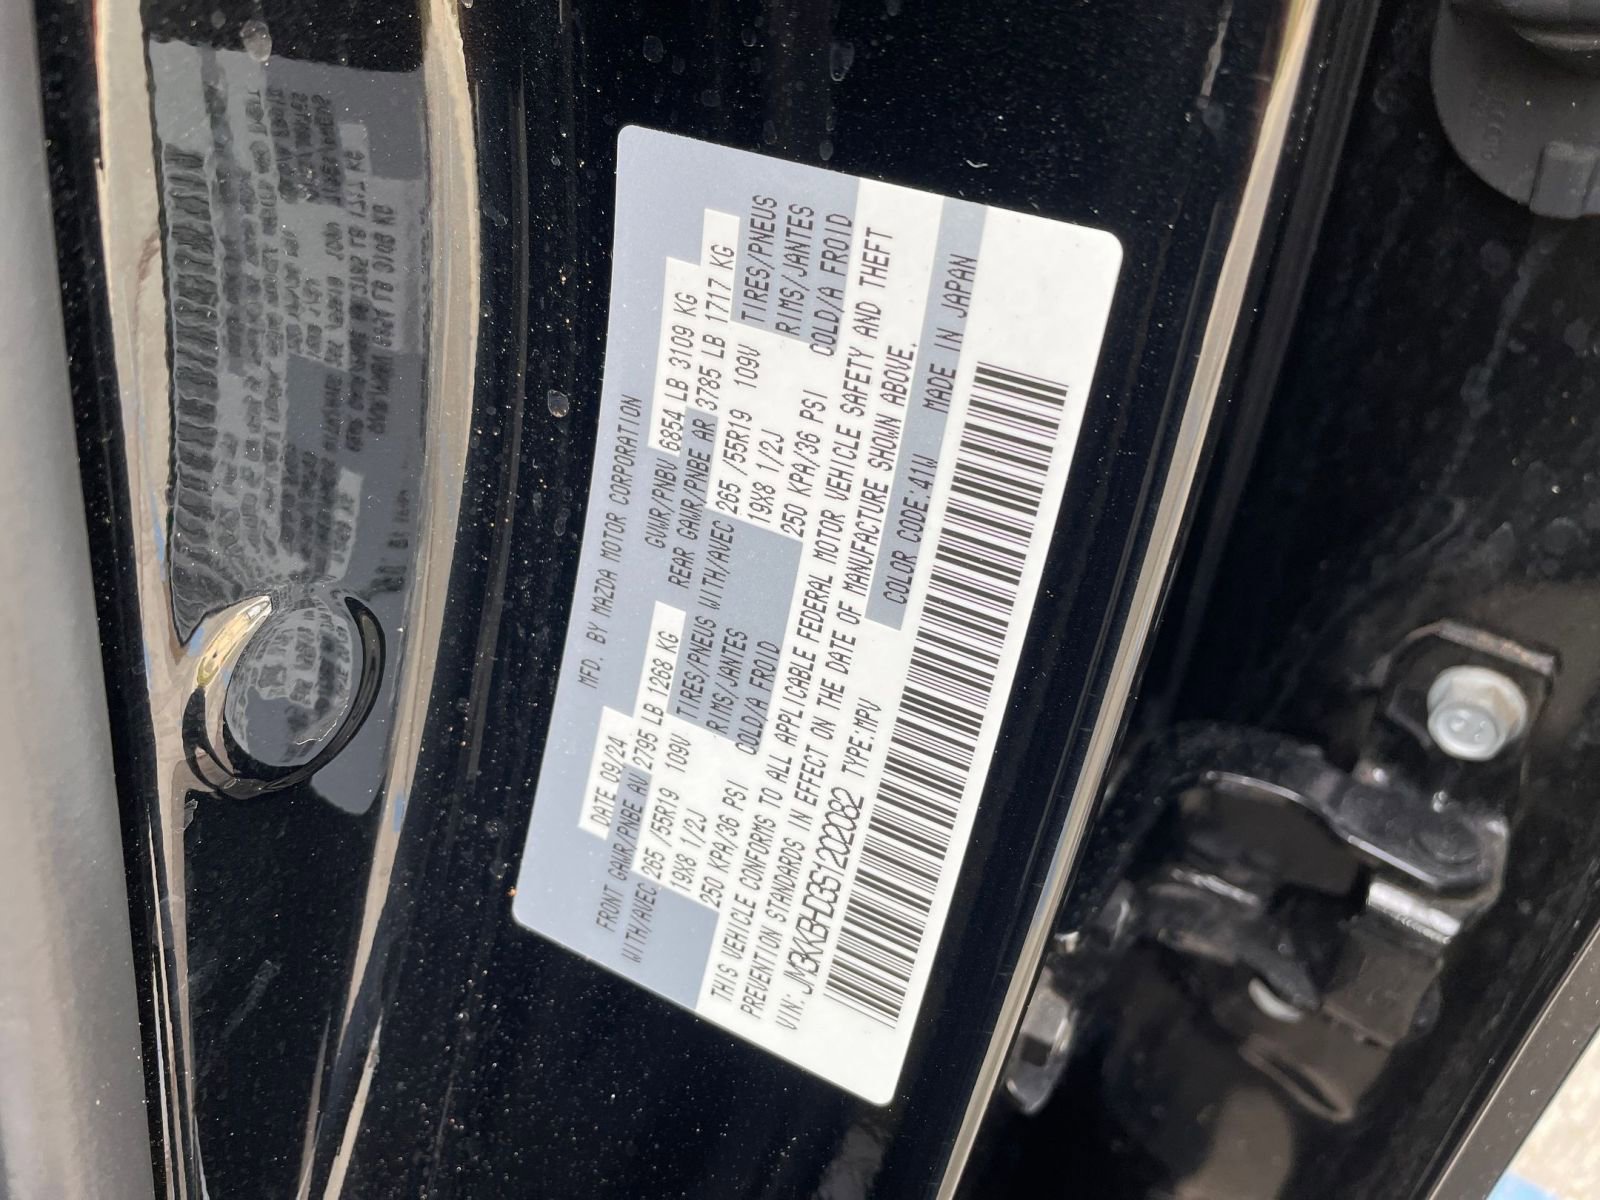 MFD. BY MAZDA MOTOR CORPORATION
DATE 09/24 GVWR/PNBV 6854 LB 3109 KG
FRONT GAWR/PNBE AV 2795 LB 1268 KG REAR GAWR/PNBE AR 3785 LB 1717 KG
WITH/AVEC 265 /55R19 109V TIRES/PNEUS WITH/AVEC 265 /55R19 109V TIRES/PNEUS
19X8 1/2J RIMS/JANTES 19X8 1/2J RIMS/JANTES
250 KPA/36 PSI COLD/A FROID 250 KPA/36 PSI COLD/A FROID
THIS VEHICLE CONFORMS TO ALL APPLICABLE FEDERAL MOTOR VEHICLE SAFETY AND THEFT
PREVENTION STANDARDS IN EFFECT ON THE DATE OF MANUFACTURE SHOWN ABOVE.
VIN: JM3KKBHD3S1202082 TYPE:MPV COLOR CODE:41W MADE IN JAPAN